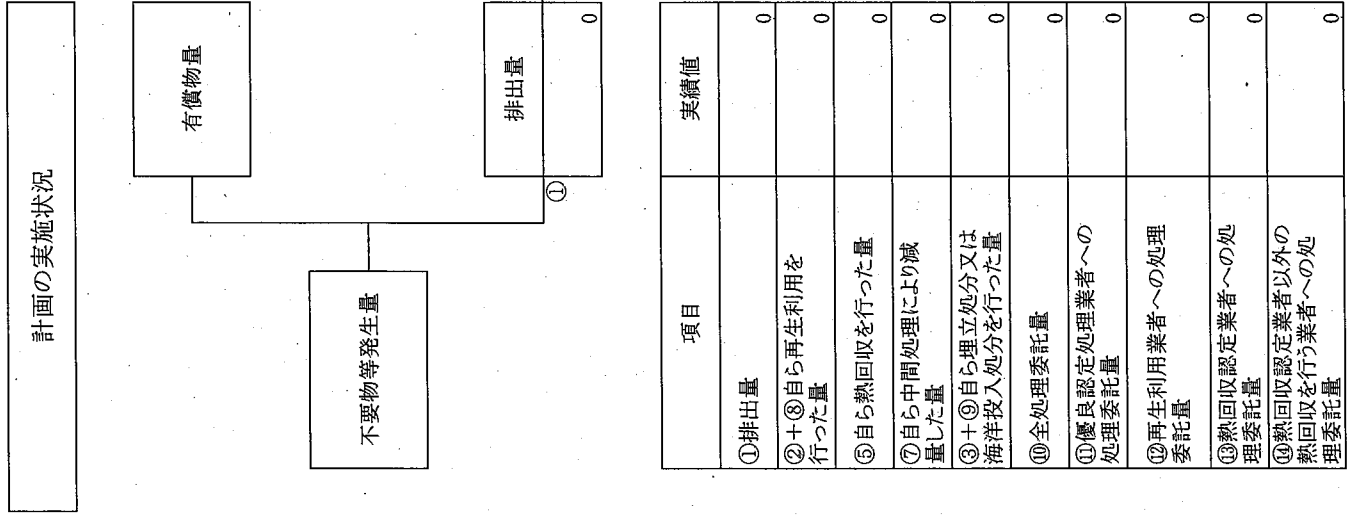 計画の実施状況
有償物量
不要物等発生量
排出量
① 0
項目 実績値
①排出量 0
②+⑧自ら再生利用を
行った量 0
⑤自ら熱回収を行った量 0
⑦自ら中間処理により減
量した量 0
③+⑨自ら埋立処分又は
海洋投入処分を行った量 0
⑩全処理委託量 0
⑪優良認定処理業者への
処理委託量 0
⑫再生利用業者への処理
委託量 0
⑬熱回収認定業者への処
理委託量 0
⑭熱回収認定業者以外の
熱回収を行う業者への処
理委託量 0